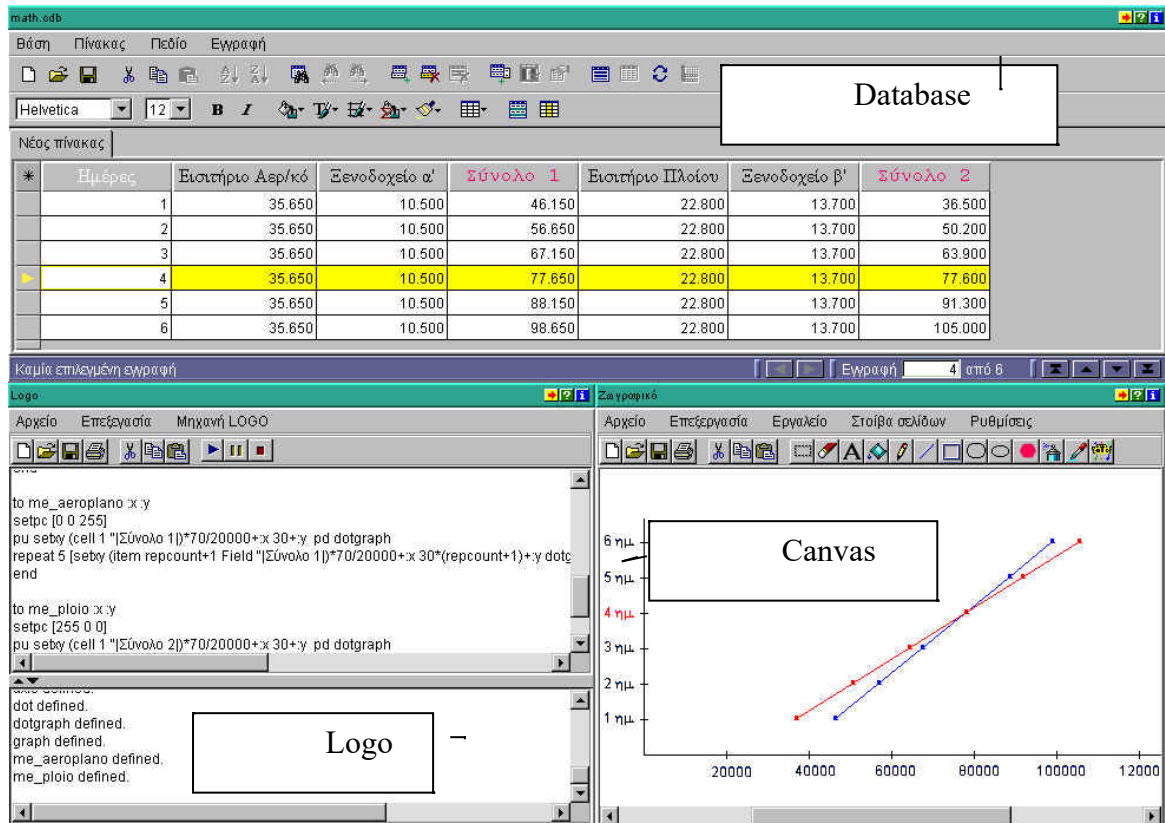 math.odb
Βάση Πίνακας Πεδίο Εγγραφή
Database
Helvetica 12 B I
Νέος πίνακας
* Ημέρες Εισιτήριο Αερ/κό Ξενοδοχείο α' Σύνολο 1 Εισιτήριο Πλοίου Ξενοδοχείο β' Σύνολο 2
1 35.650 10.500 46.150 22.800 13.700 36.500
2 35.650 10.500 56.650 22.800 13.700 50.200
3 35.650 10.500 67.150 22.800 13.700 63.900
4 35.650 10.500 77.650 22.800 13.700 77.600
5 35.650 10.500 88.150 22.800 13.700 91.300
6 35.650 10.500 98.650 22.800 13.700 105.000
Καμία επιλεγμένη εγγραφή Εγγραφή 4 από 6
Logo
Αρχείο Επεξεγασία Μηχανή LOGO
end
to me_aeroplano :x :y
setpc [0 0 255]
pu setxy (cell 1 "|Σύνολο 1|)*70/20000+:x 30+:y pd dotgraph
repeat 5 [setxy (item repcount+1 Field "|Σύνολο 1|)*70/20000+:x 30*(repcount+1)+:y dotg
end
to me_ploio :x :y
setpc [255 0 0]
pu setxy (cell 1 "|Σύνολο 2|)*70/20000+:x 30+:y pd dotgraph
axis defined.
dot defined.
dotgraph defined.
graph defined.
me_aeroplano defined.
me_ploio defined.
Logo
Ζωγραφικό
Αρχείο Επεξεργασία Εργαλείο Στοίβα σελίδων Ρυθμίσεις
Canvas
6 ημ
5 ημ
4 ημ
3 ημ
2 ημ
1 ημ
20000 40000 60000 80000 100000 12000